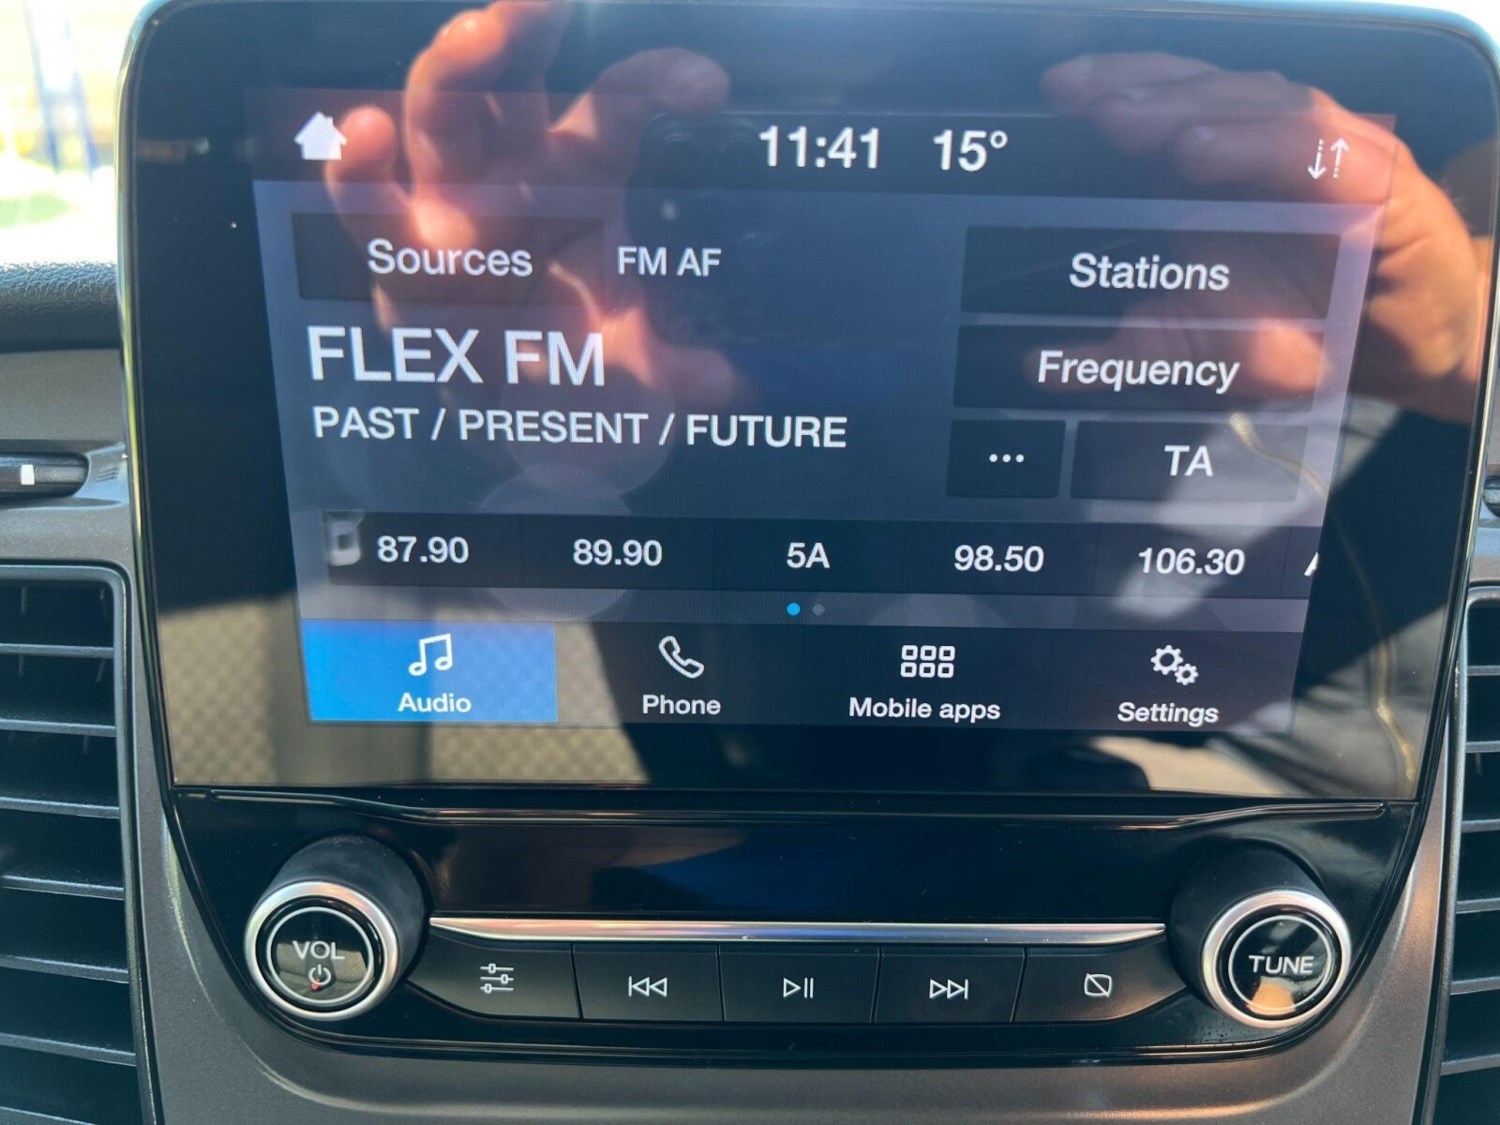 11:41 15°
Sources FM AF Stations
FLEX FM
Frequency
PAST / PRESENT / FUTURE
... TA
87.90 89.90 5A 98.50 106.30
Audio Phone Mobile apps Settings
VOL TUNE